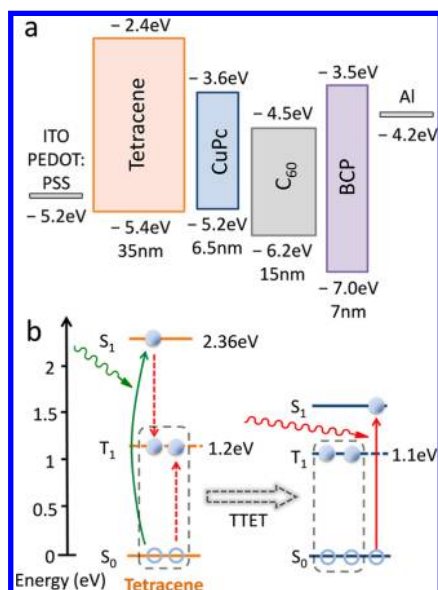 a
− 2.4eV
− 3.6eV
− 3.5eV
− 4.5eV
Al
− 4.2eV
ITO
PEDOT:
PSS
Tetracene
CuPc
C60
BCP
− 5.2eV
− 5.4eV
35nm
− 5.2eV
6.5nm
− 6.2eV
15nm
− 7.0eV
7nm
b
S1
2.36eV
2
1.5
S1
T1
1.2eV
T1
1.1eV
1
0.5
TTET
0
S0
S0
Energy (eV)
Tetracene